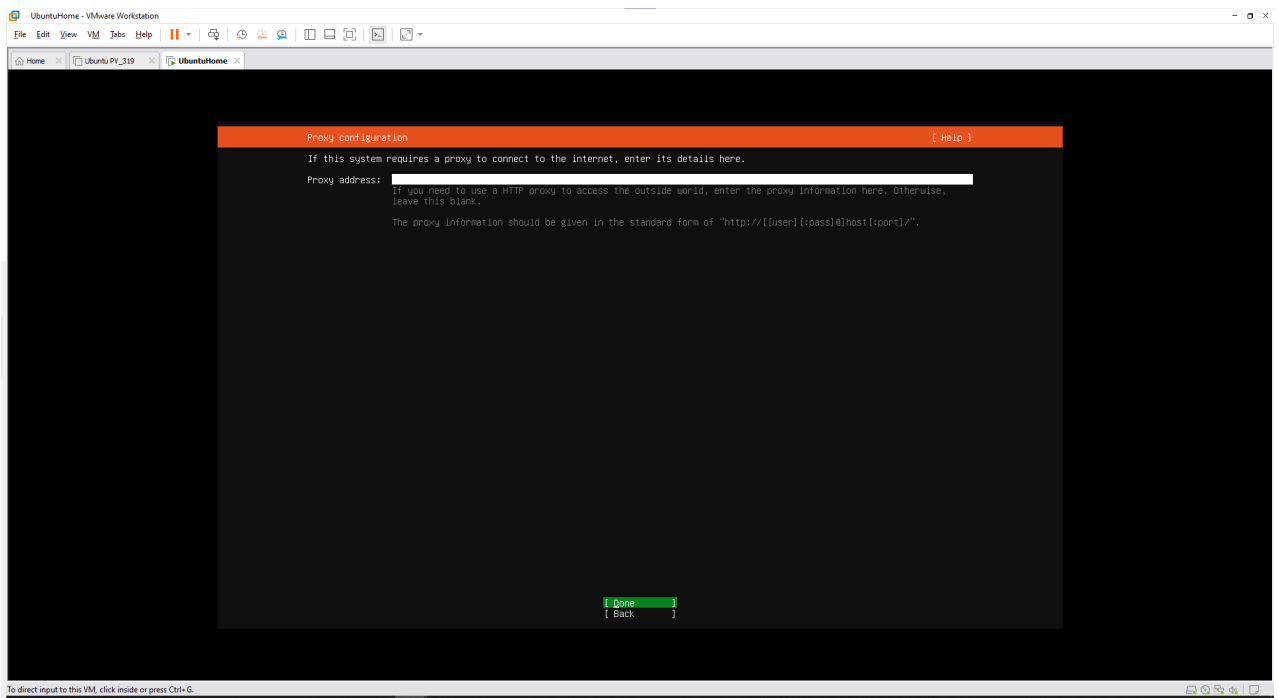 UbuntuHome - VMware Workstation
File Edit View VM Tabs Help
Home Ubuntu PV_319 UbuntuHome
Proxy configuration [ Help ]
If this system requires a proxy to connect to the internet, enter its details here.
Proxy address:
If you need to use a HTTP proxy to access the outside world, enter the proxy information here. Otherwise,
leave this blank.
The proxy information should be given in the standard form of "http://[[user][:pass]@]host[:port]/".
[ Done ]
[ Back ]
To direct input to this VM, click inside or press Ctrl+G.